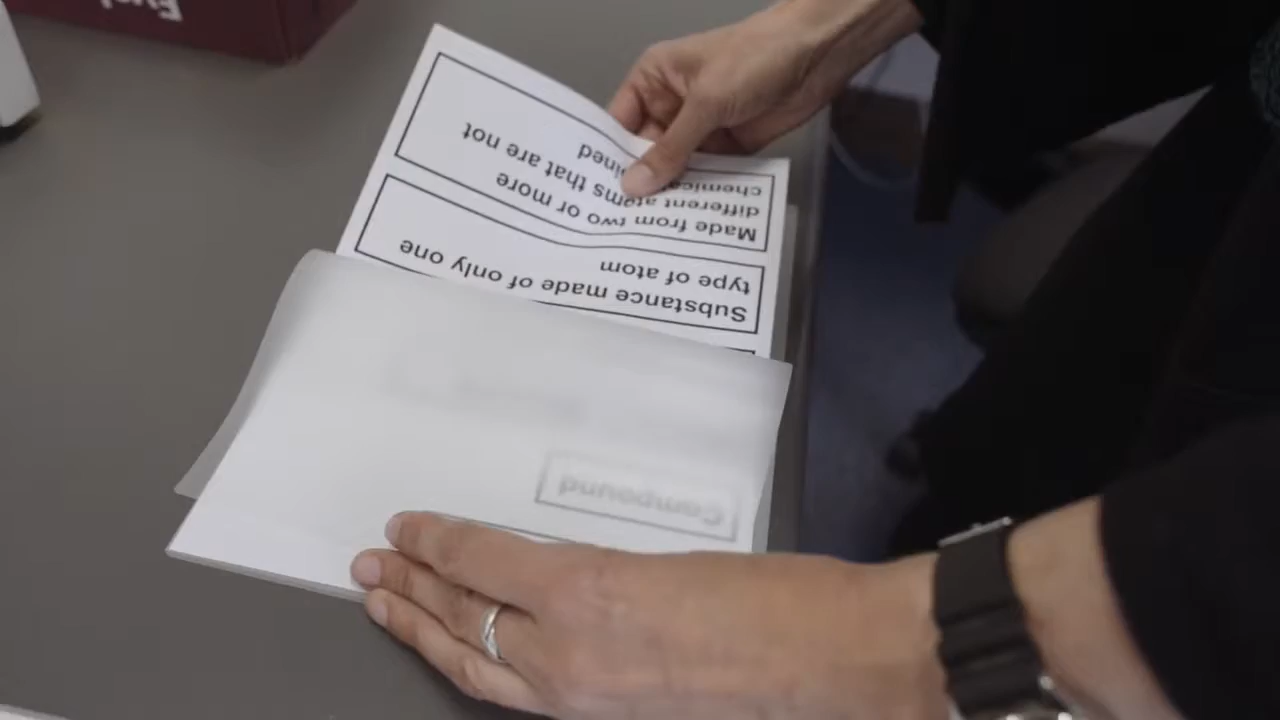 Substance made of only one
type of atom
Made from two or more
different atoms that are not
Compound